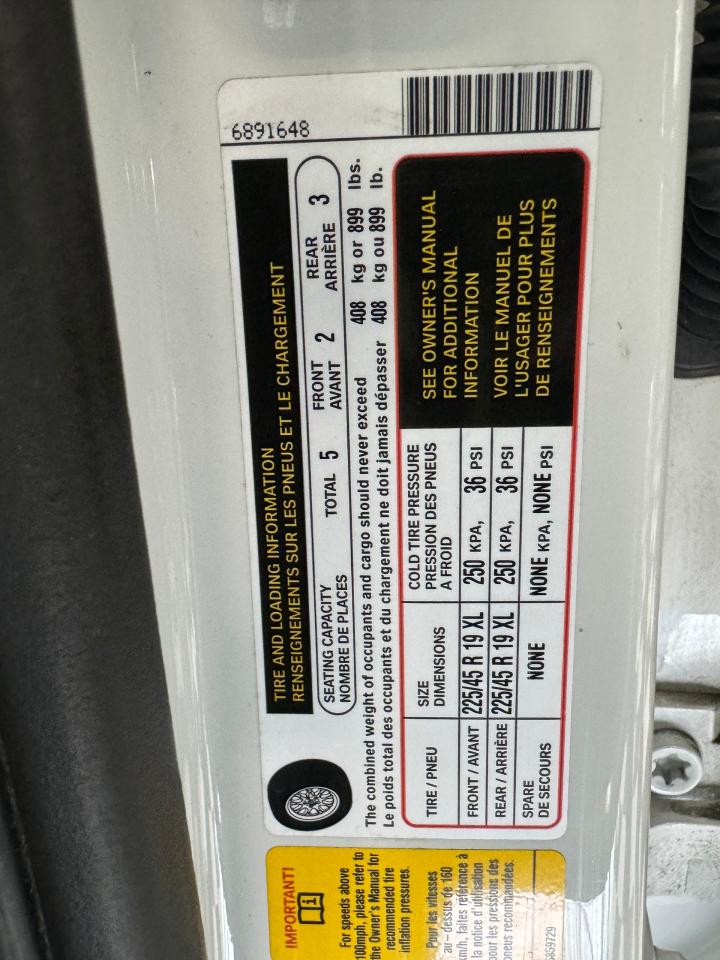 6891648
TIRE AND LOADING INFORMATION
RENSEIGNEMENTS SUR LES PNEUS ET LE CHARGEMENT
SEATING CAPACITY
NOMBRE DE PLACES
TOTAL 5
FRONT
AVANT 2
REAR
ARRIÈRE 3
The combined weight of occupants and cargo should never exceed 408 kg or 899 lbs.
Le poids total des occupants et du chargement ne doit jamais dépasser 408 kg ou 899 lb.
TIRE / PNEU
SIZE
DIMENSIONS
COLD TIRE PRESSURE
PRESSION DES PNEUS
A FROID
FRONT / AVANT 225/45 R 19 XL 250 KPA, 36 PSI
REAR / ARRIÈRE 225/45 R 19 XL 250 KPA, 36 PSI
SPARE
DE SECOURS
NONE NONE KPA, NONE PSI
SEE OWNER'S MANUAL
FOR ADDITIONAL
INFORMATION
VOIR LE MANUEL DE
L'USAGER POUR PLUS
DE RENSEIGNEMENTS
IMPORTANT!
For speeds above
100mph, please refer to
the Owner's Manual for
recommended tire
inflation pressures.
Pour les vitesses
au-dessus de 160
km/h, faites référence à
la notice d'utilisation
pour les pressions des
pneus recommandées.
6859729